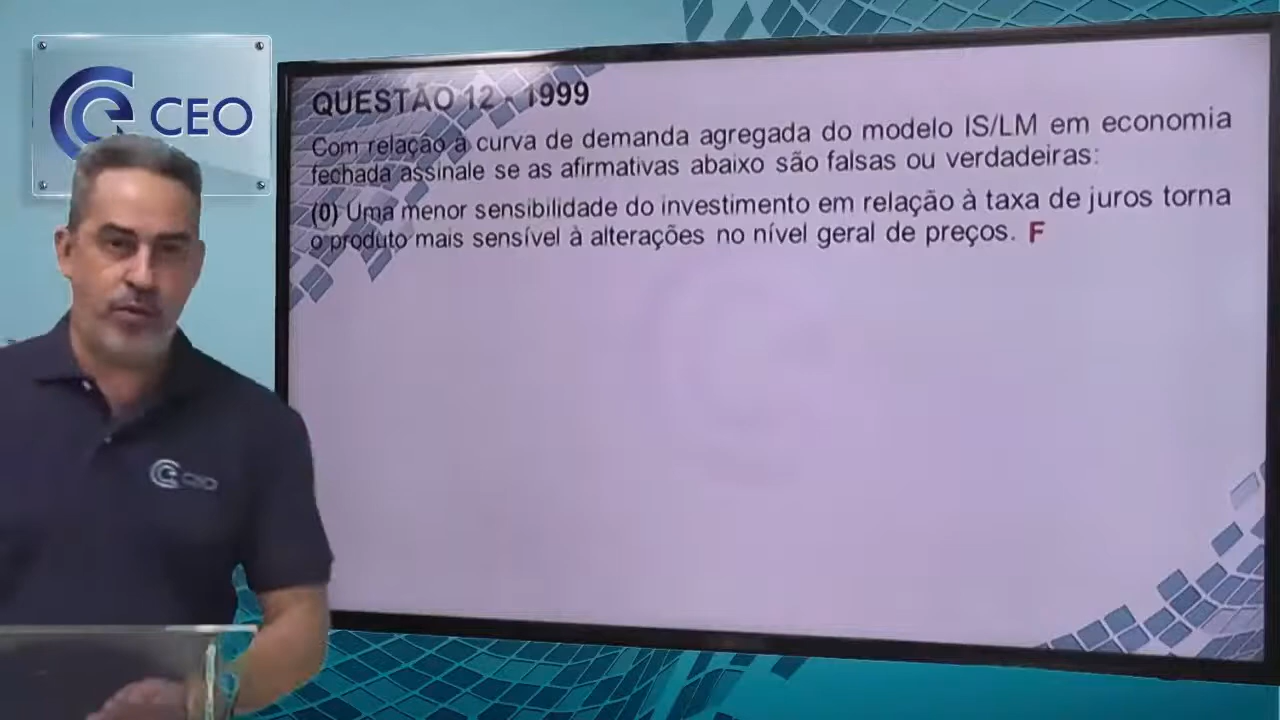 CEO
QUESTÃO 12 - 1999
Com relação à curva de demanda agregada do modelo IS/LM em economia
fechada assinale se as afirmativas abaixo são falsas ou verdadeiras:
(0) Uma menor sensibilidade do investimento em relação à taxa de juros torna
o produto mais sensível à alterações no nível geral de preços. F
CEO